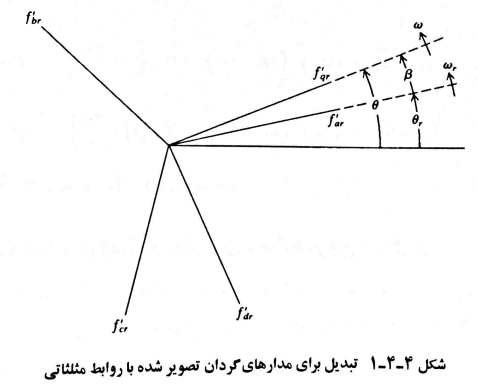 f′br
ω
f′qr
β
ωr
θ
f′ar
θr
f′cr
f′dr
شکل ۴-۴-۱ تبدیل برای مدارهای گردان تصویر شده با روابط مثلثاتی